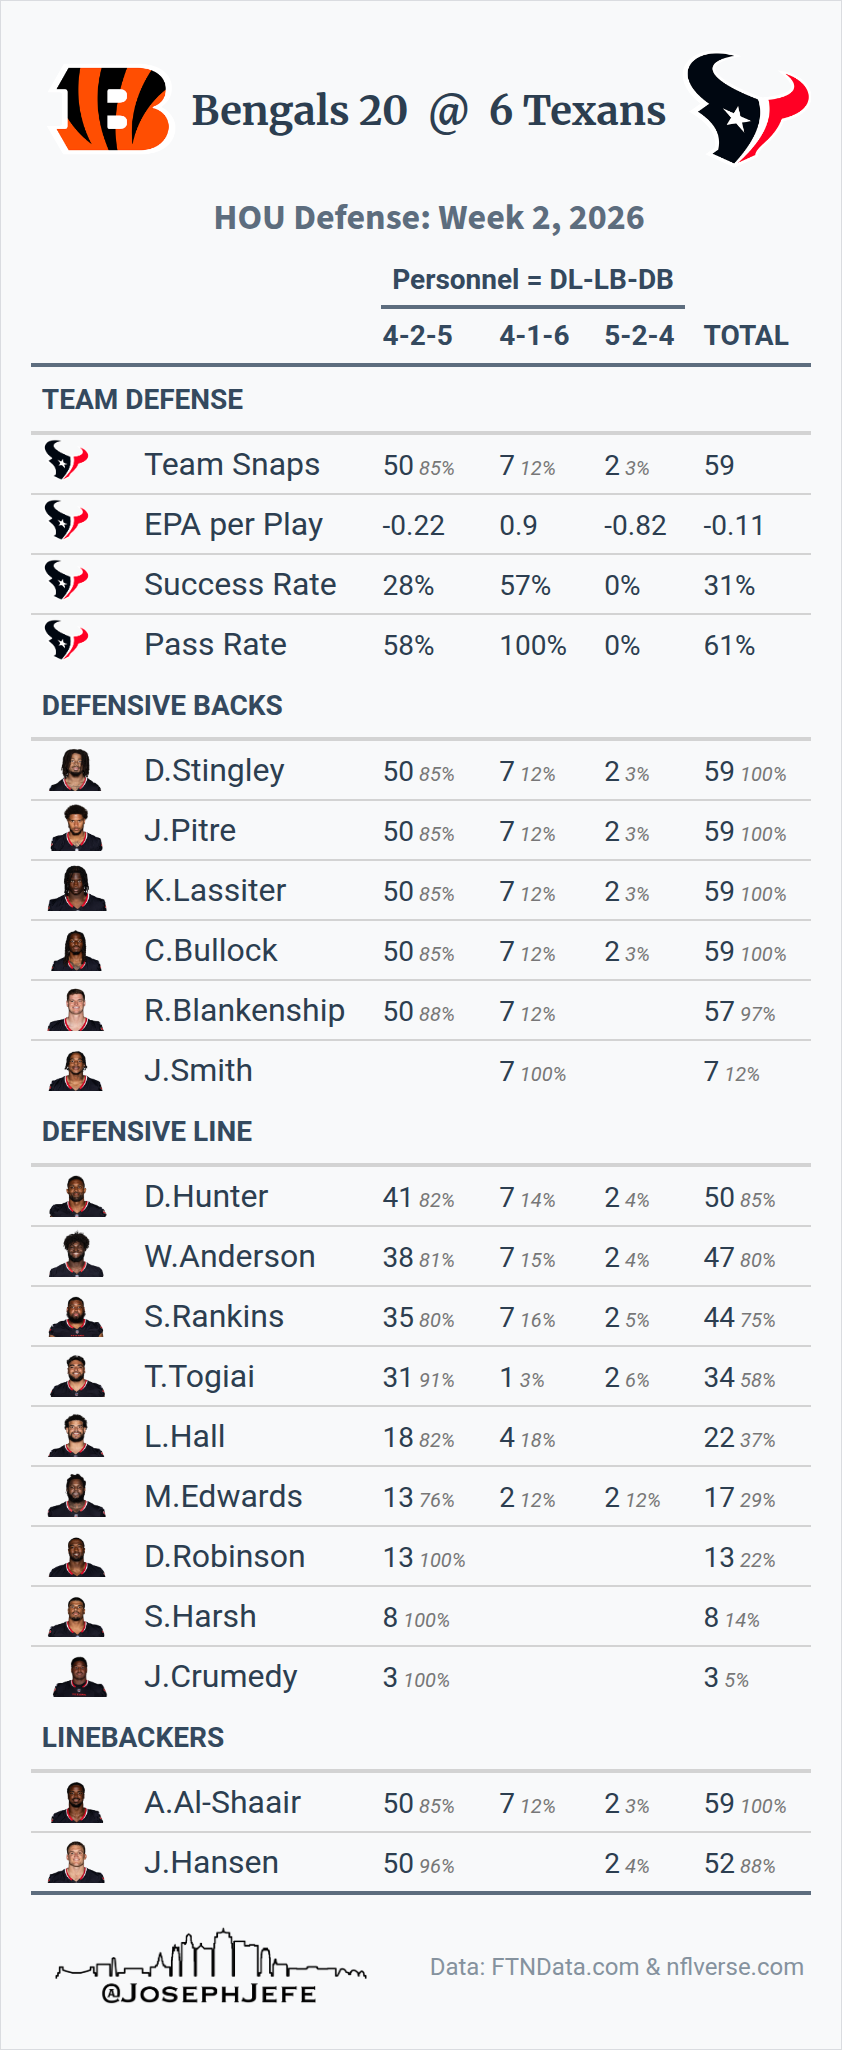 Bengals 20 @ 6 Texans
HOU Defense: Week 2, 2026
Personnel = DL-LB-DB
4-2-5 4-1-6 5-2-4 TOTAL
TEAM DEFENSE
Team Snaps 50 85% 7 12% 2 3% 59
EPA per Play -0.22 0.9 -0.82 -0.11
Success Rate 28% 57% 0% 31%
Pass Rate 58% 100% 0% 61%
DEFENSIVE BACKS
D.Stingley 50 85% 7 12% 2 3% 59 100%
J.Pitre 50 85% 7 12% 2 3% 59 100%
K.Lassiter 50 85% 7 12% 2 3% 59 100%
C.Bullock 50 85% 7 12% 2 3% 59 100%
R.Blankenship 50 88% 7 12% 57 97%
J.Smith 7 100% 7 12%
DEFENSIVE LINE
D.Hunter 41 82% 7 14% 2 4% 50 85%
W.Anderson 38 81% 7 15% 2 4% 47 80%
S.Rankins 35 80% 7 16% 2 5% 44 75%
T.Togiai 31 91% 1 3% 2 6% 34 58%
L.Hall 18 82% 4 18% 22 37%
M.Edwards 13 76% 2 12% 2 12% 17 29%
D.Robinson 13 100% 13 22%
S.Harsh 8 100% 8 14%
J.Crumedy 3 100% 3 5%
LINEBACKERS
A.Al-Shaair 50 85% 7 12% 2 3% 59 100%
J.Hansen 50 96% 2 4% 52 88%
@JosephJefe
Data: FTNData.com & nflverse.com